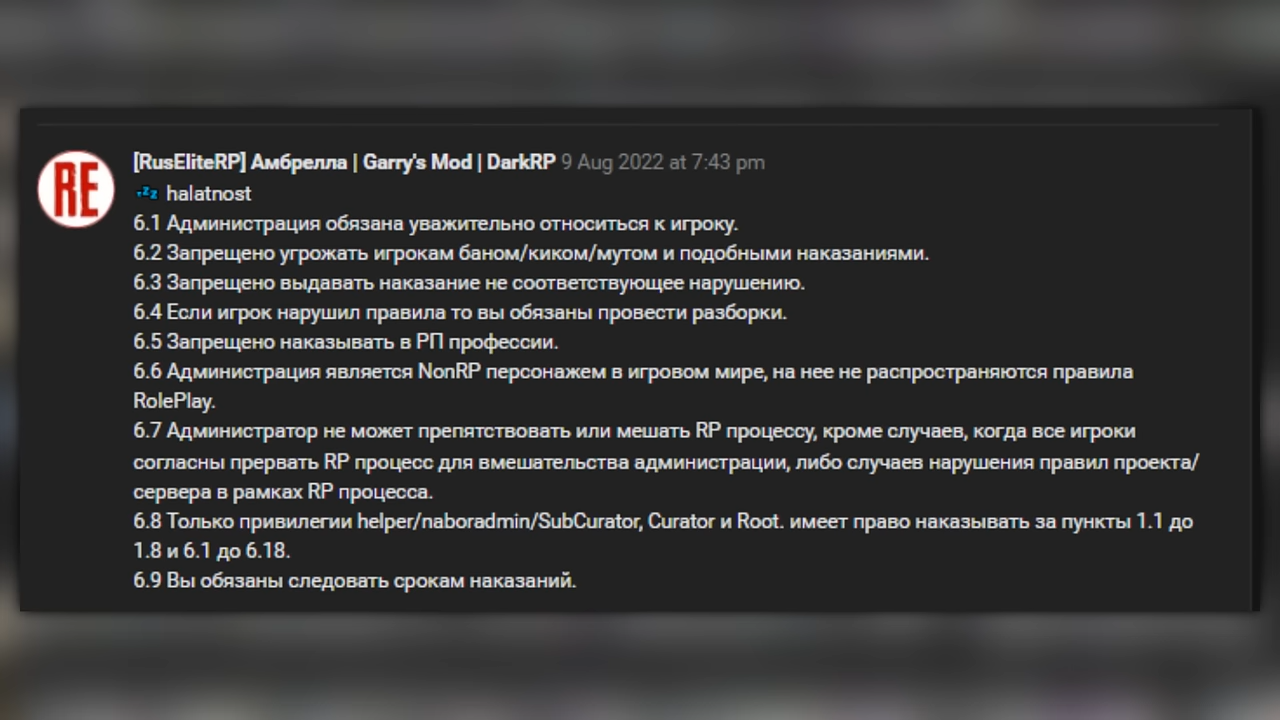 RE
[RusEliteRP] Амбрелла | Garry's Mod | DarkRP 9 Aug 2022 at 7:43 pm
💤 halatnost
6.1 Администрация обязана уважительно относиться к игроку.
6.2 Запрещено угрожать игрокам баном/киком/мутом и подобными наказаниями.
6.3 Запрещено выдавать наказание не соответствующее нарушению.
6.4 Если игрок нарушил правила то вы обязаны провести разборки.
6.5 Запрещено наказывать в РП профессии.
6.6 Администрация является NonRP персонажем в игровом мире, на нее не распространяются правила
RolePlay.
6.7 Администратор не может препятствовать или мешать RP процессу, кроме случаев, когда все игроки
согласны прервать RP процесс для вмешательства администрации, либо случаев нарушения правил проекта/
сервера в рамках RP процесса.
6.8 Только привилегии helper/naboradmin/SubCurator, Curator и Root. имеет право наказывать за пункты 1.1 до
1.8 и 6.1 до 6.18.
6.9 Вы обязаны следовать срокам наказаний.